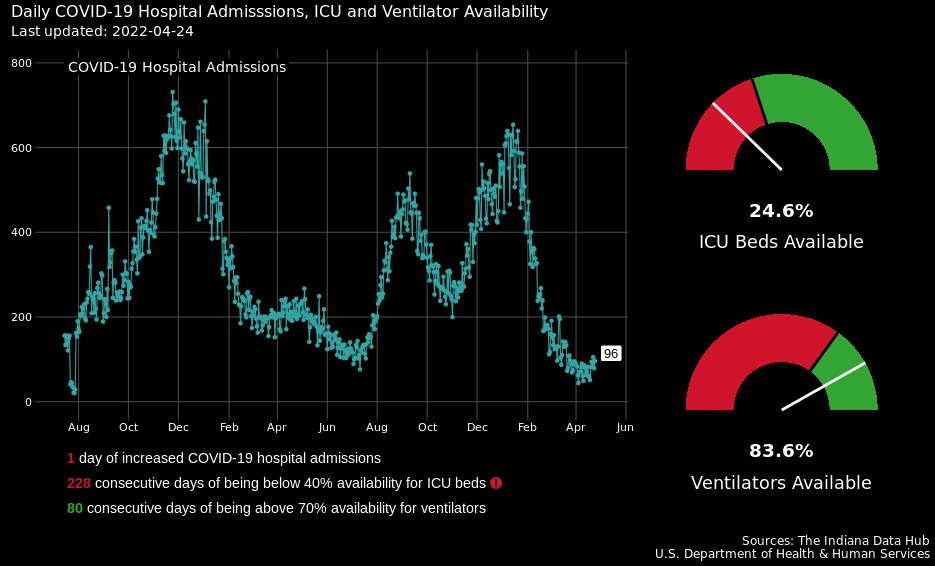 Daily COVID-19 Hospital Admisssions, ICU and Ventilator Availability
Last updated: 2022-04-24
COVID-19 Hospital Admissions
800
600
400
200
0
96
Aug Oct Dec Feb Apr Jun Aug Oct Dec Feb Apr Jun
24.6%
ICU Beds Available
83.6%
Ventilators Available
1 day of increased COVID-19 hospital admissions
228 consecutive days of being below 40% availability for ICU beds !
80 consecutive days of being above 70% availability for ventilators
Sources: The Indiana Data Hub
U.S. Department of Health & Human Services